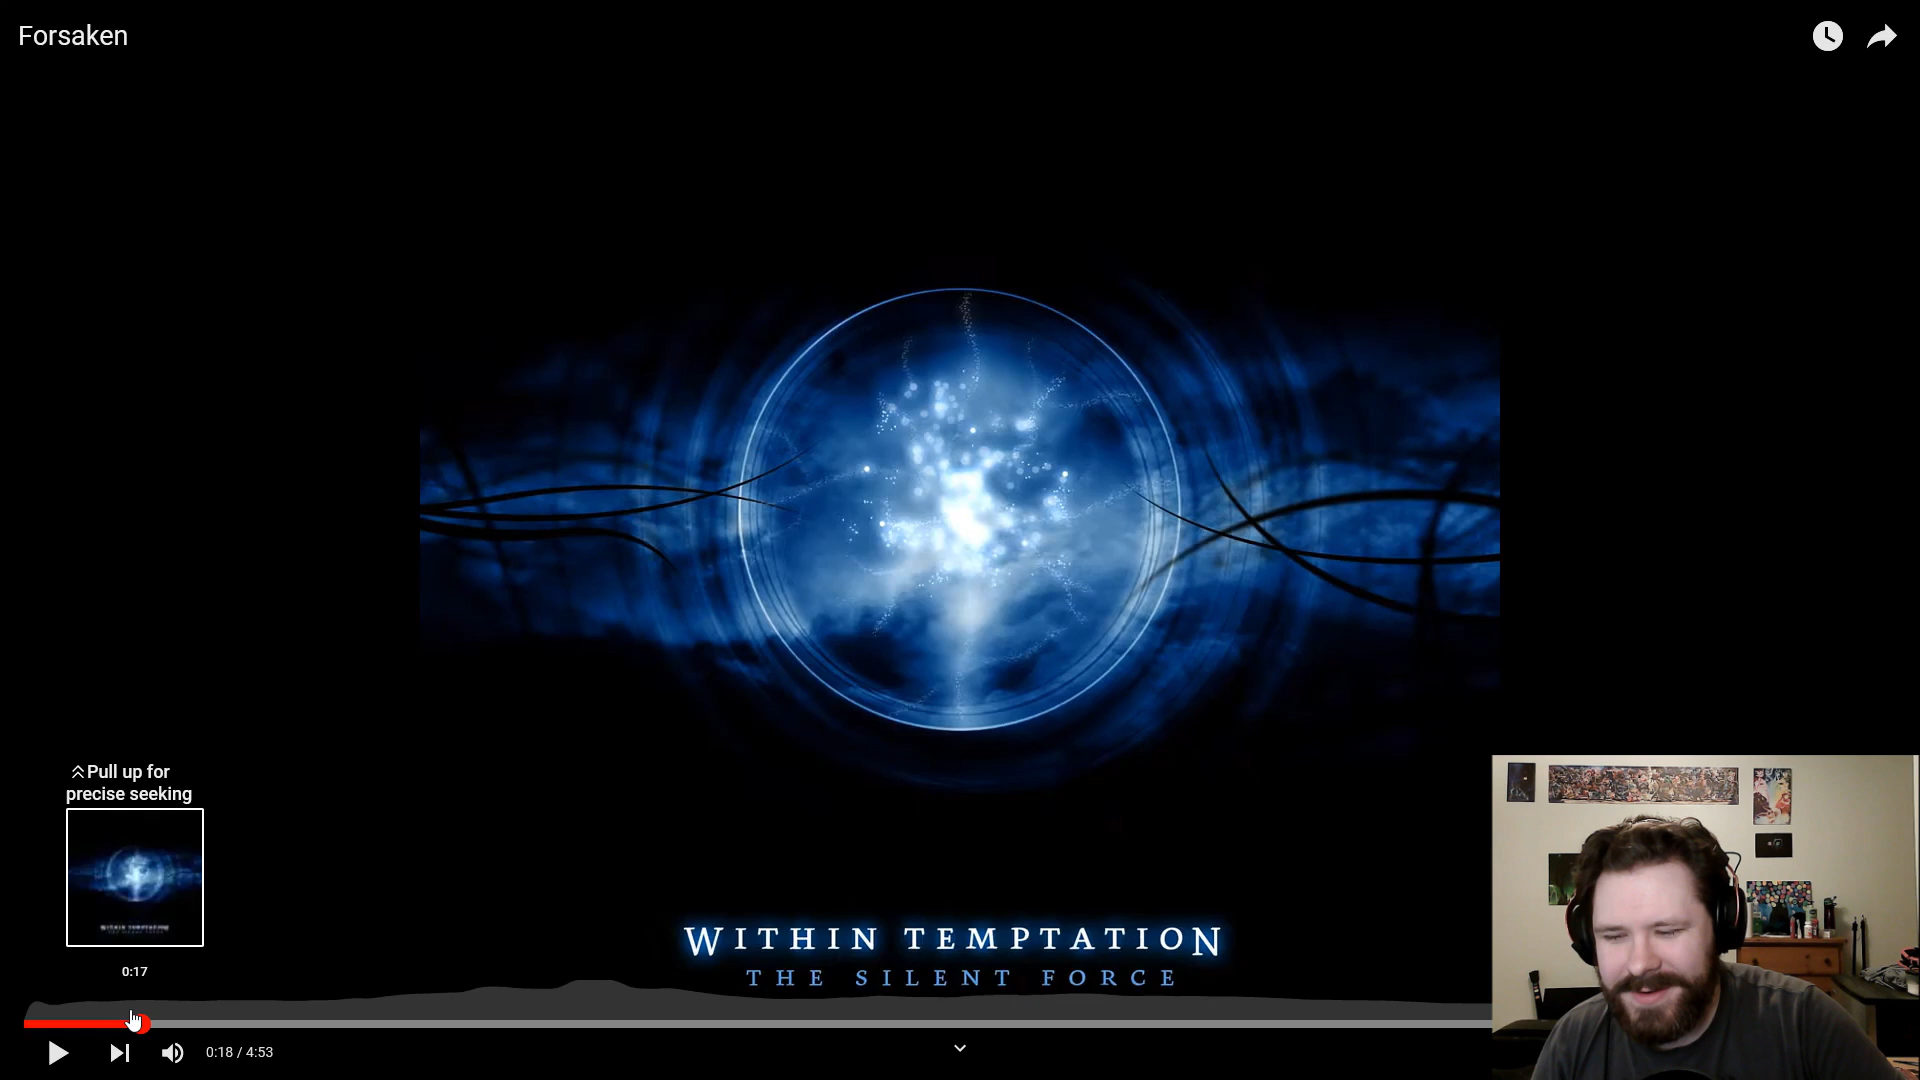 Forsaken
Pull up for
precise seeking
0:17
WITHIN TEMPTATION
THE SILENT FORCE
0:18 / 4:53